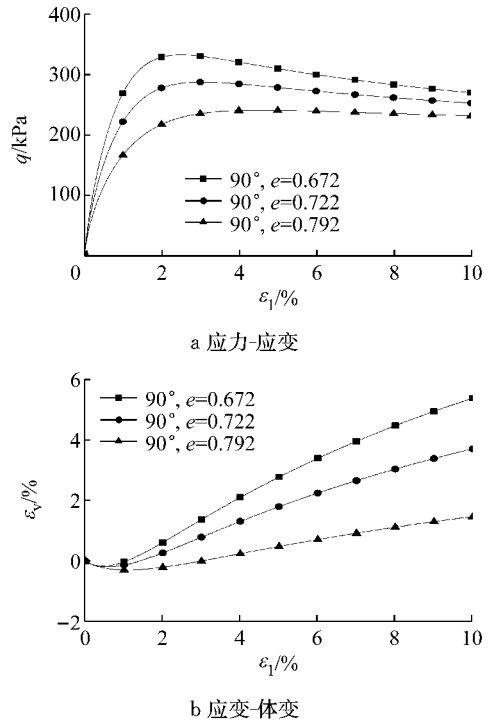 400
300
200
100
q/kPa
90°, e=0.672
90°, e=0.722
90°, e=0.792
0 2 4 6 8 10
ε1/%
a 应力-应变
6
4
2
0
−2
εv/%
90°, e=0.672
90°, e=0.722
90°, e=0.792
0 2 4 6 8 10
ε1/%
b 应变-体变